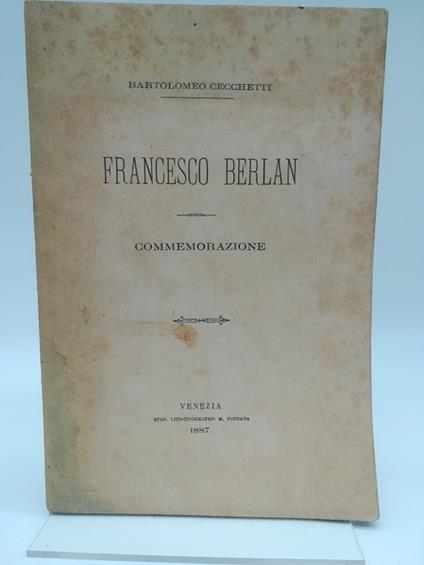 BARTOLOMEO CECCHETTI
FRANCESCO BERLAN
COMMEMORAZIONE
VENEZIA
STAB. LITO-TIPOGRAFICO M. FONTANA
1887.